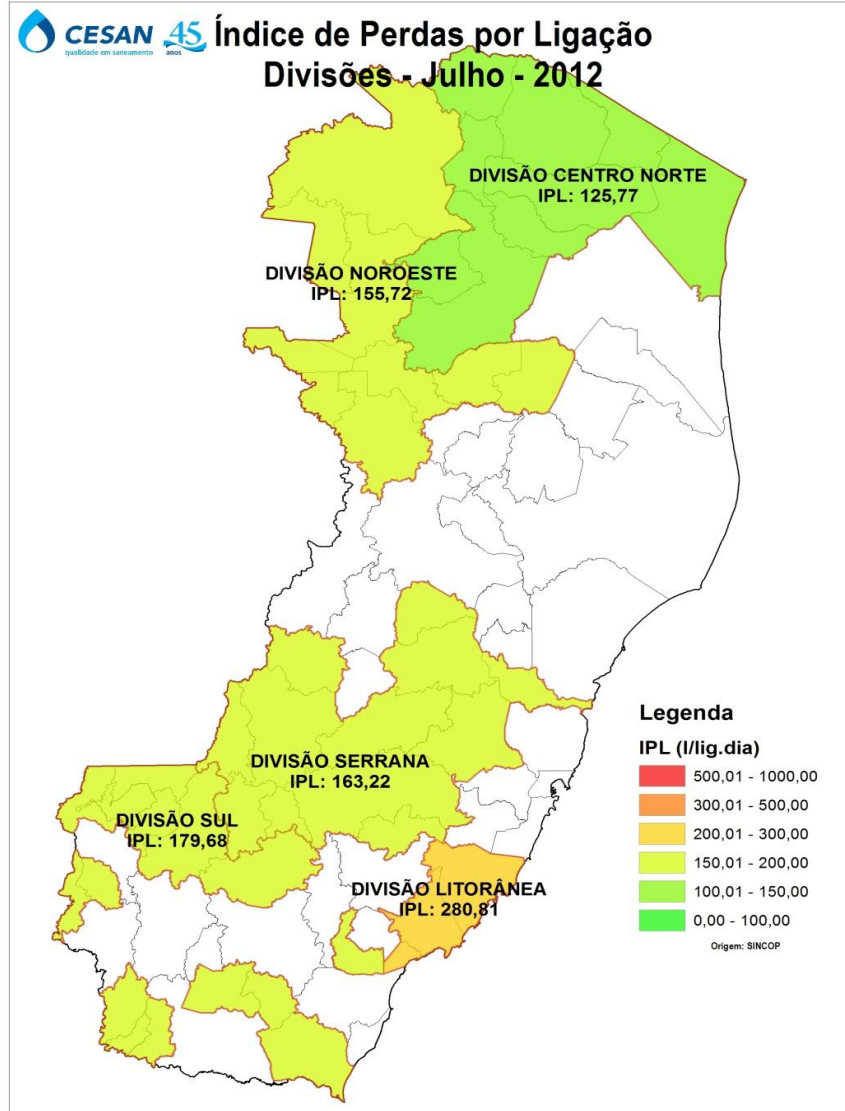 CESAN
qualidade em saneamento
45
anos
Índice de Perdas por Ligação
Divisões - Julho - 2012
DIVISÃO CENTRO NORTE
IPL: 125,77
DIVISÃO NOROESTE
IPL: 155,72
DIVISÃO SERRANA
IPL: 163,22
DIVISÃO SUL
IPL: 179,68
DIVISÃO LITORÂNEA
IPL: 280,81
Legenda
IPL (l/lig.dia)
500,01 - 1000,00
300,01 - 500,00
200,01 - 300,00
150,01 - 200,00
100,01 - 150,00
0,00 - 100,00
Origem: SINCOP